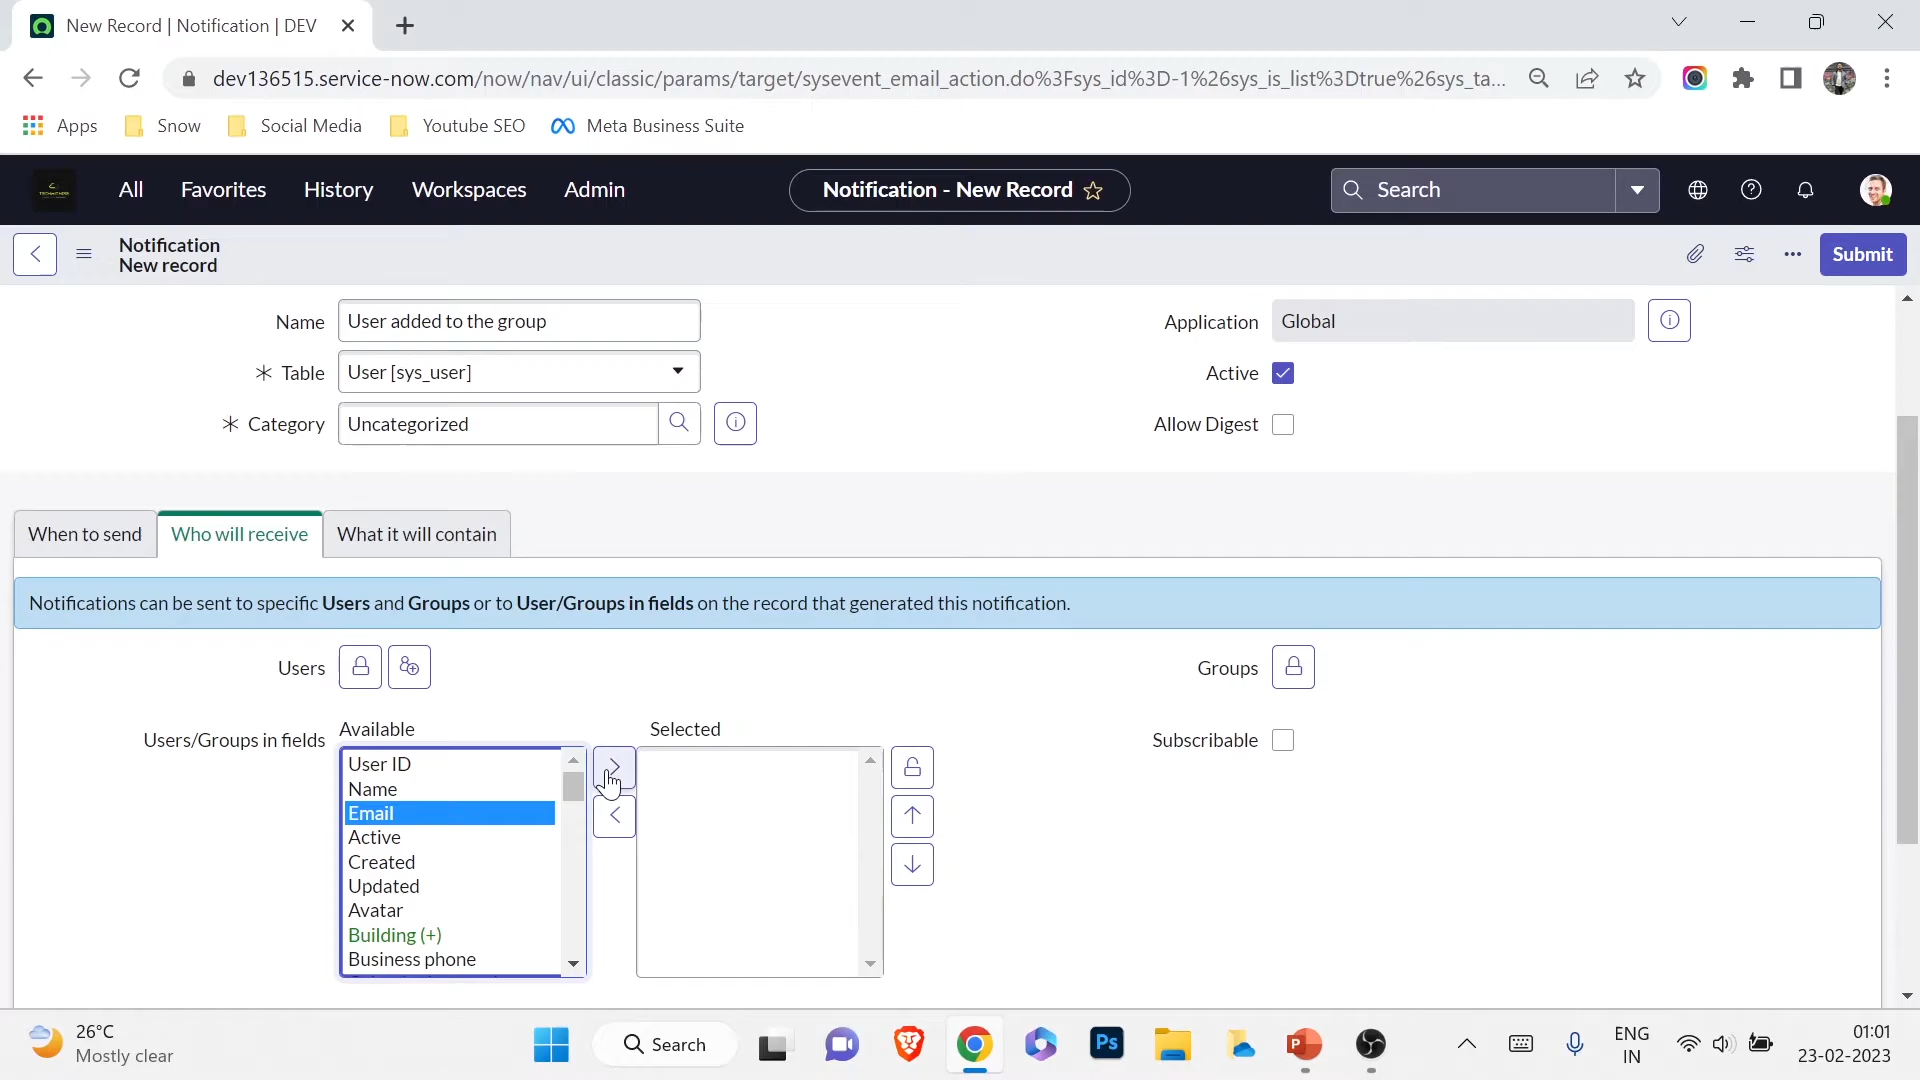 New Record | Notification | DEV
dev136515.service-now.com/now/nav/ui/classic/params/target/sysevent_email_action.do%3Fsys_id%3D-1%26sys_is_list%3Dtrue%26sys_ta...
Apps Snow Social Media Youtube SEO Meta Business Suite
All Favorites History Workspaces Admin Notification - New Record Search
Notification
New record
Submit
Name User added to the group Application Global
Table User [sys_user] Active
Category Uncategorized Allow Digest
When to send Who will receive What it will contain
Notifications can be sent to specific Users and Groups or to User/Groups in fields on the record that generated this notification.
Users Groups
Users/Groups in fields Available Selected Subscribable
User ID
Name
Email
Active
Created
Updated
Avatar
Building (+)
Business phone
26°C
Mostly clear
Search
Ps
P
ENG
IN
01:01
23-02-2023